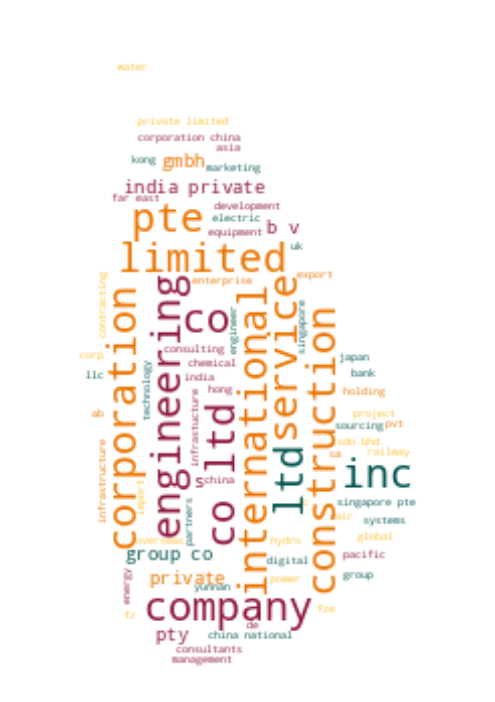 water
private limited
corporation china
asia
kong
gmbh
marketing
india private
far east
development
pte
electric
equipment
b v
limited
uk
enterprise
export
contracting
corporation
engineering
co
international
service
construction
engineer
singapore
consulting
chemical
india
hong
technology
infrastucture
japan
bank
corp
llc
holding
ab
project
sourcing
pvt
sdn bhd
sa
railway
co ltd
ltd
s
china
inc
infrastructure
import
partners
singapore pte
air
systems
overseas
hydro
global
group co
digital
pacific
energy
private
yunnan
power
group
company
fz
fze
de
pty
china national
consultants
management